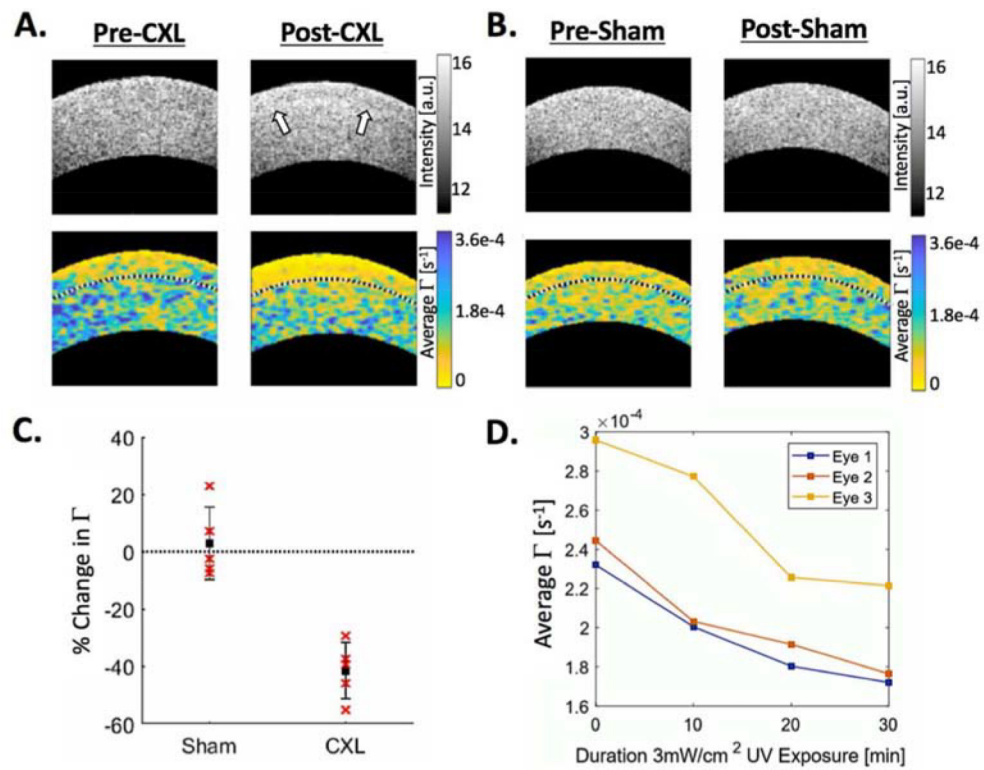 A.
Pre-CXL
Post-CXL
16
14
12
Intensity [a.u.]
3.6e-4
1.8e-4
0
Average Γ [s⁻¹]
B.
Pre-Sham
Post-Sham
16
14
12
Intensity [a.u.]
3.6e-4
1.8e-4
0
Average Γ [s⁻¹]
C.
40
20
0
-20
-40
-60
% Change in Γ
Sham
CXL
D.
×10⁻⁴
3
2.8
2.6
2.4
2.2
2
1.8
1.6
Average Γ [s⁻¹]
Eye 1
Eye 2
Eye 3
0
10
20
30
Duration 3mW/cm² UV Exposure [min]